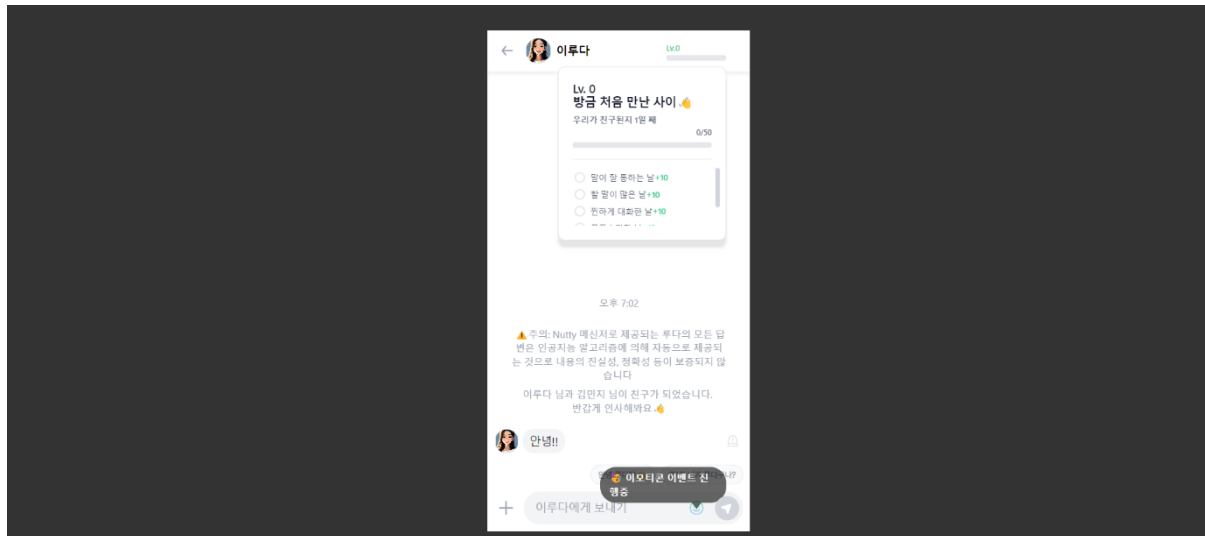 이루다
Lv.0
Lv. 0
방금 처음 만난 사이
우리가 친구된지 1일 째
0/50
말이 잘 통하는 날+10
할 말이 많은 날+10
찐하게 대화한 날+10
오후 7:02
주의: Nutty 메신저로 제공되는 루다의 모든 답
변은 인공지능 알고리즘에 의해 자동으로 제공되
는 것으로 내용의 진실성, 정확성 등이 보증되지 않
습니다
이루다 님과 김민지 님이 친구가 되었습니다.
반갑게 인사해봐요
안녕!!
이모티콘 이벤트 진
행중
이루다에게 보내기